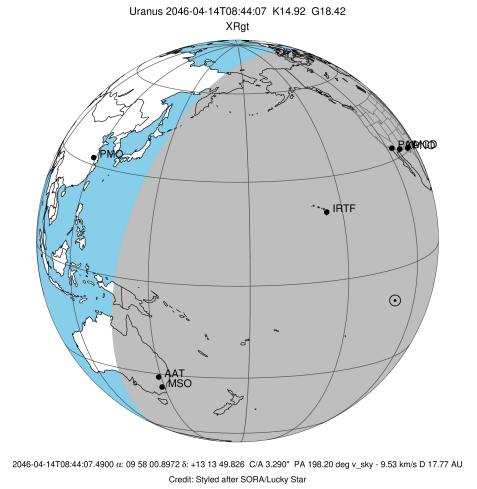 Uranus 2046-04-14T08:44:07 K14.92 G18.42
XRgt
PMO
IRTF
AAT
MSO
2046-04-14T08:44:07.4900 α: 09 58 00.8972 δ: +13 13 49.826 C/A 3.290" PA 198.20 deg v_sky - 9.53 km/s D 17.77 AU
Credit: Styled after SORA/Lucky Star